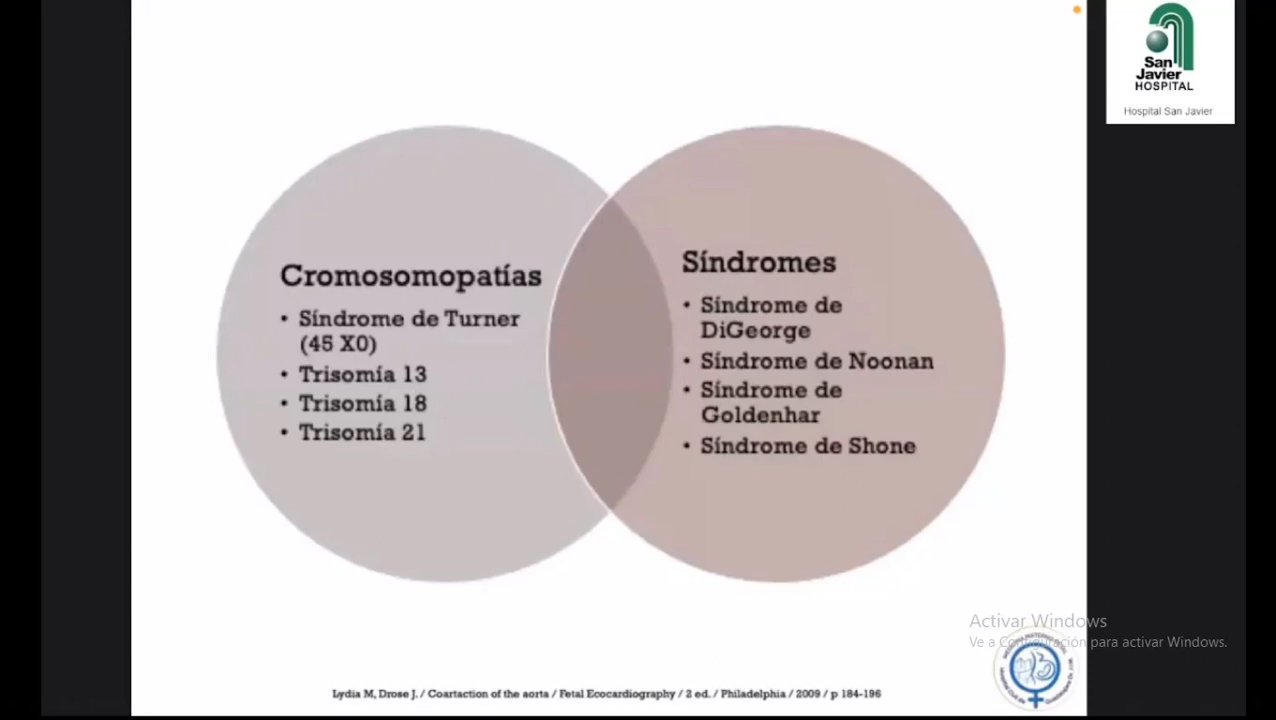 San
Javier
HOSPITAL
Hospital San Javier
Cromosomopatías
• Síndrome de Turner
(45 X0)
• Trisomía 13
• Trisomía 18
• Trisomía 21
Síndromes
• Síndrome de
DiGeorge
• Síndrome de Noonan
• Síndrome de
Goldenhar
• Síndrome de Shone
Activar Windows
Ve a Configuración para activar Windows.
Lydia M, Drose J. / Coartaction of the aorta / Fetal Ecocardiography / 2 ed. / Philadelphia / 2009 / p 184-196